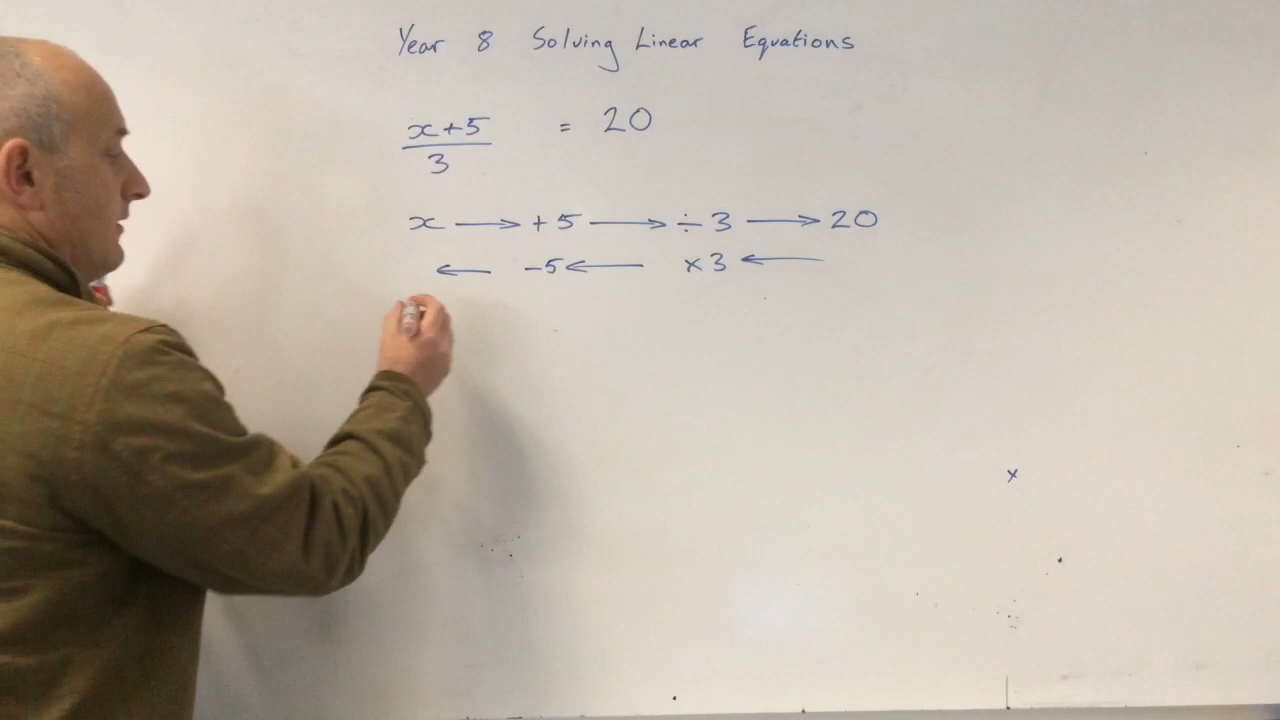 Year 8 Solving Linear Equations
x+5
3
= 20
x ⟶ +5 ⟶ ÷3 ⟶ 20
⟵ -5 ⟵ ×3 ⟵
x